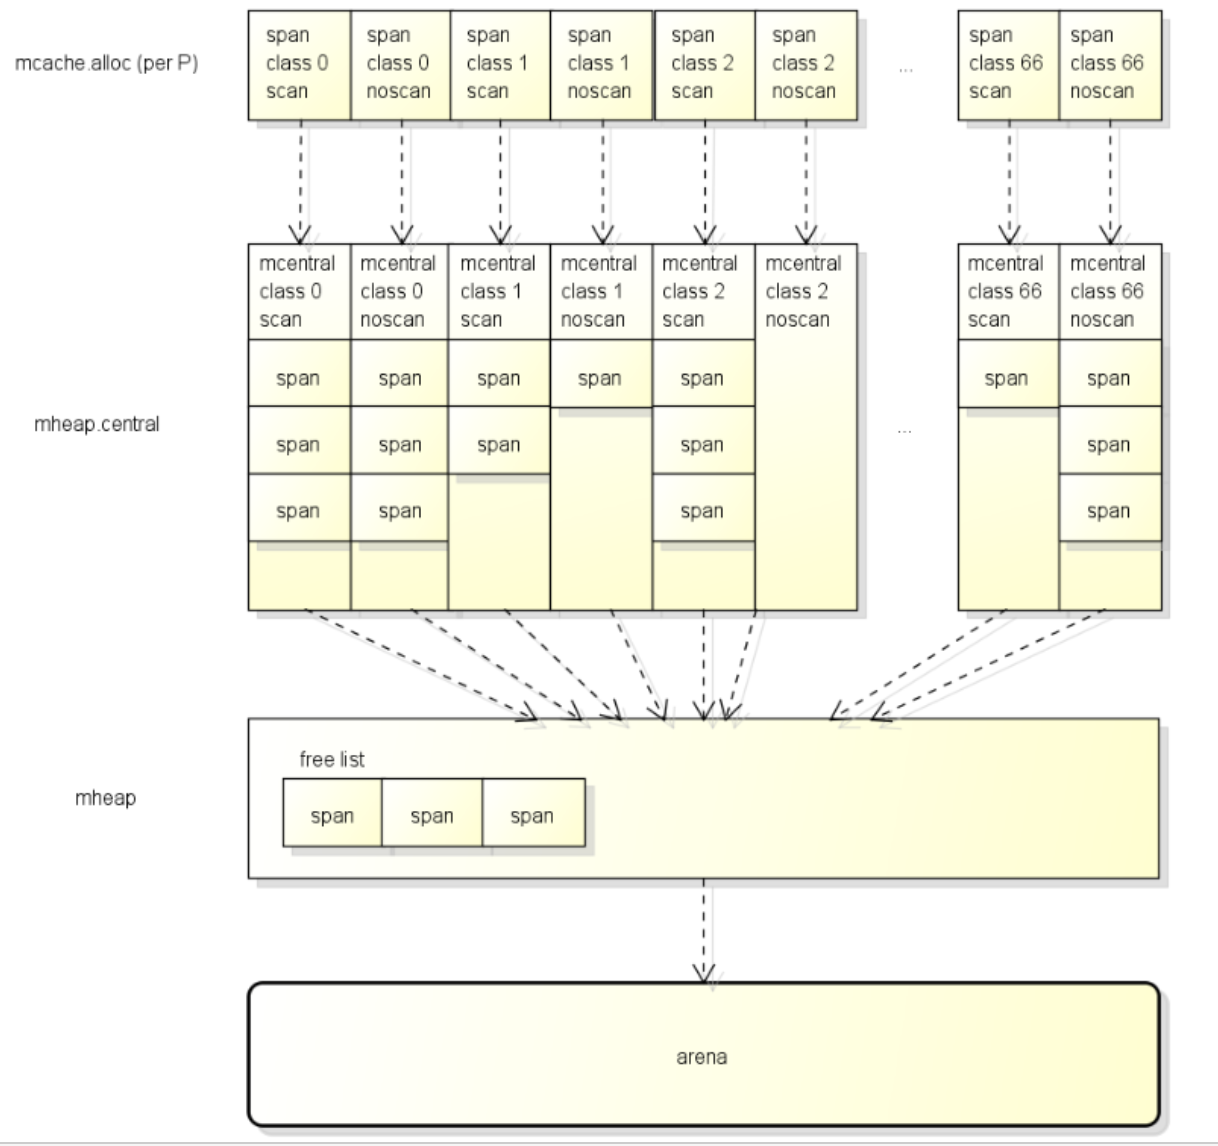 mcache.alloc (per P)
span
class 0
scan
span
class 0
noscan
span
class 1
scan
span
class 1
noscan
span
class 2
scan
span
class 2
noscan
...
span
class 66
scan
span
class 66
noscan
mheap.central
mcentral
class 0
scan
span
span
span
mcentral
class 0
noscan
span
span
span
mcentral
class 1
scan
span
span
mcentral
class 1
noscan
span
mcentral
class 2
scan
span
span
span
mcentral
class 2
noscan
...
mcentral
class 66
scan
span
mcentral
class 66
noscan
span
span
span
mheap
free list
span
span
span
arena